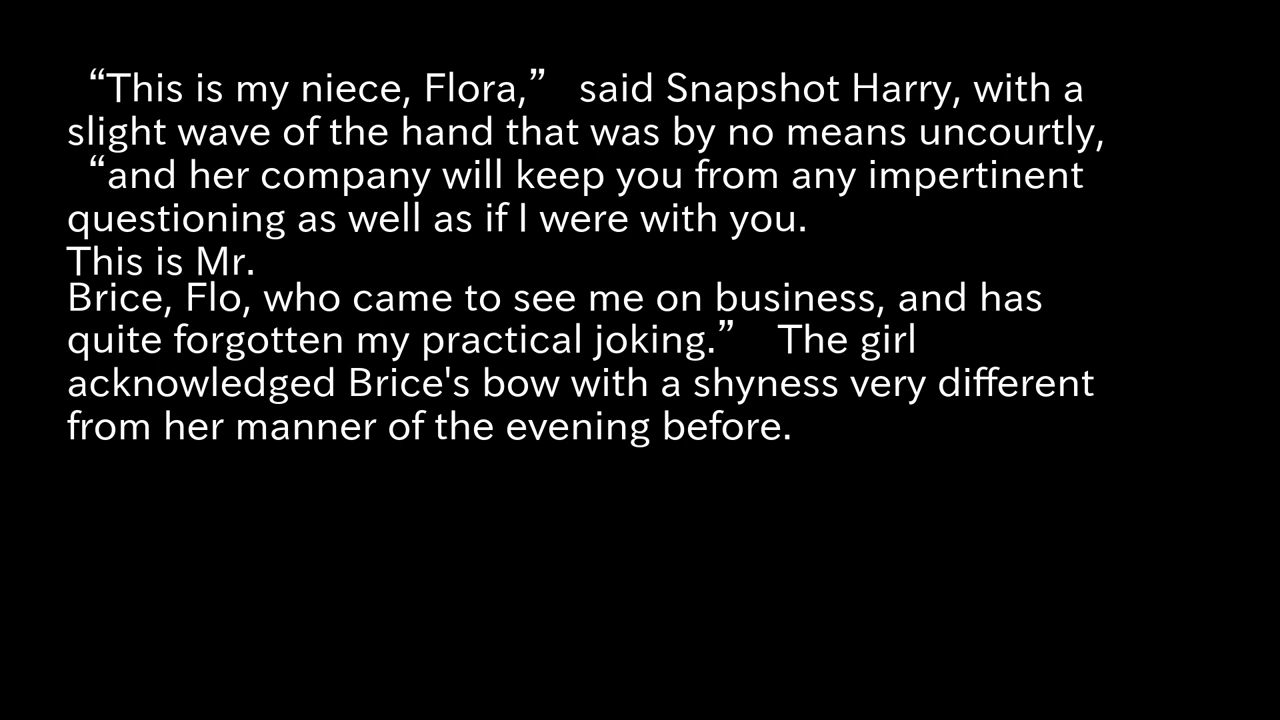 “This is my niece, Flora,” said Snapshot Harry, with a
slight wave of the hand that was by no means uncourtly,
“and her company will keep you from any impertinent
questioning as well as if I were with you.
This is Mr.
Brice, Flo, who came to see me on business, and has
quite forgotten my practical joking.” The girl
acknowledged Brice's bow with a shyness very different
from her manner of the evening before.